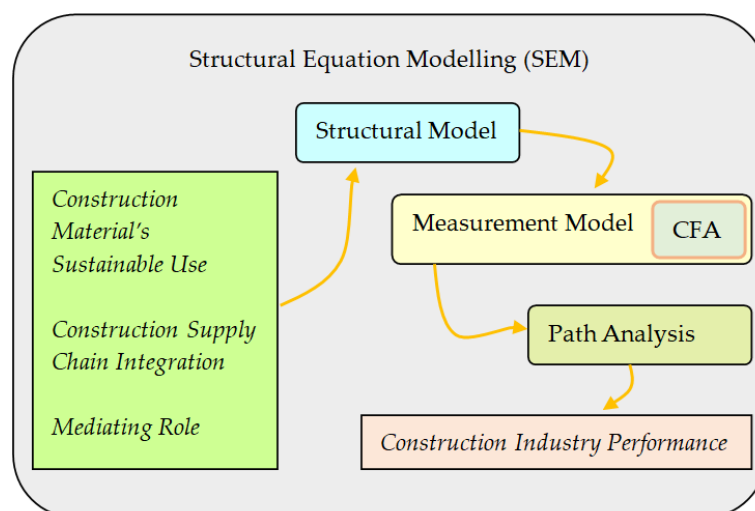 Structural Equation Modelling (SEM)
Structural Model
Construction
Material's
Sustainable Use
Construction Supply
Chain Integration
Mediating Role
Measurement Model
CFA
Path Analysis
Construction Industry Performance